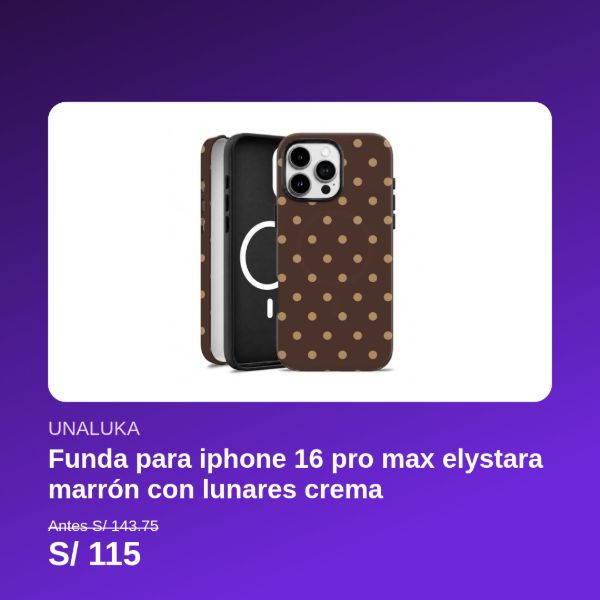 UNALUKA
Funda para iphone 16 pro max elystara
marrón con lunares crema
Antes S/ 143.75
S/ 115